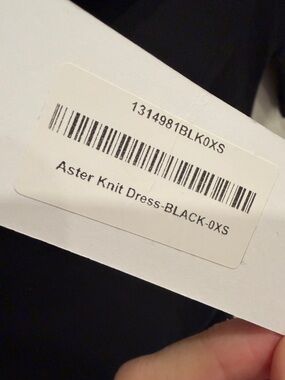 1314981BLK0XS
Aster Knit Dress-BLACK-0XS